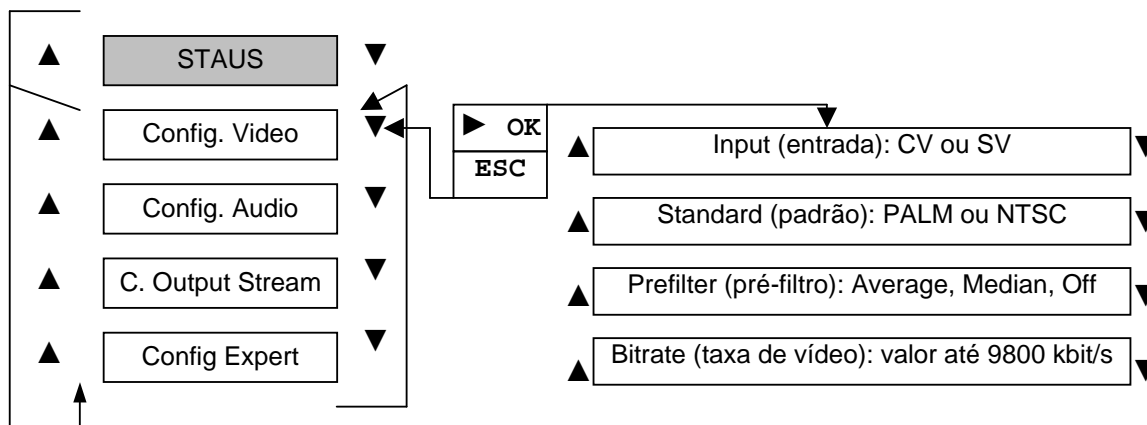 STAUS
Config. Video
Config. Audio
C. Output Stream
Config Expert
► OK
ESC
Input (entrada): CV ou SV
Standard (padrão): PALM ou NTSC
Prefilter (pré-filtro): Average, Median, Off
Bitrate (taxa de vídeo): valor até 9800 kbit/s